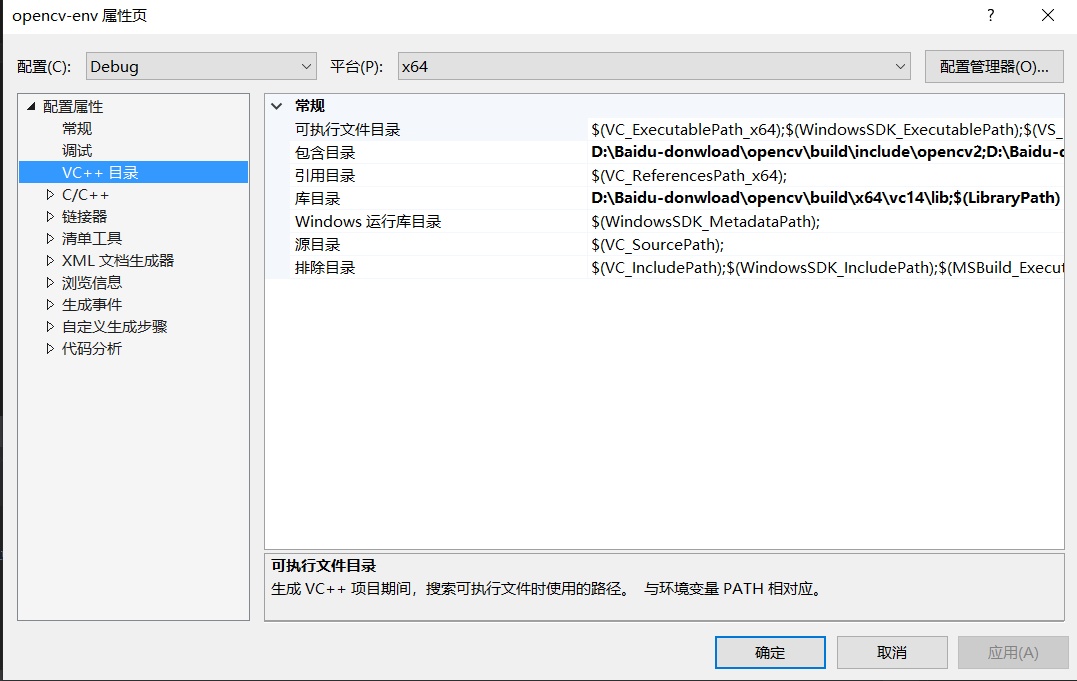 opencv-env 属性页
配置(C): Debug 平台(P): x64 配置管理器(O)...
配置属性
常规
调试
VC++ 目录
C/C++
链接器
清单工具
XML 文档生成器
浏览信息
生成事件
自定义生成步骤
代码分析
常规
可执行文件目录 $(VC_ExecutablePath_x64);$(WindowsSDK_ExecutablePath);$(VS_
包含目录 D:\Baidu-donwload\opencv\build\include\opencv2;D:\Baidu-d
引用目录 $(VC_ReferencesPath_x64);
库目录 D:\Baidu-donwload\opencv\build\x64\vc14\lib;$(LibraryPath)
Windows 运行库目录 $(WindowsSDK_MetadataPath);
源目录 $(VC_SourcePath);
排除目录 $(VC_IncludePath);$(WindowsSDK_IncludePath);$(MSBuild_Execut
可执行文件目录
生成 VC++ 项目期间，搜索可执行文件时使用的路径。 与环境变量 PATH 相对应。
确定 取消 应用(A)